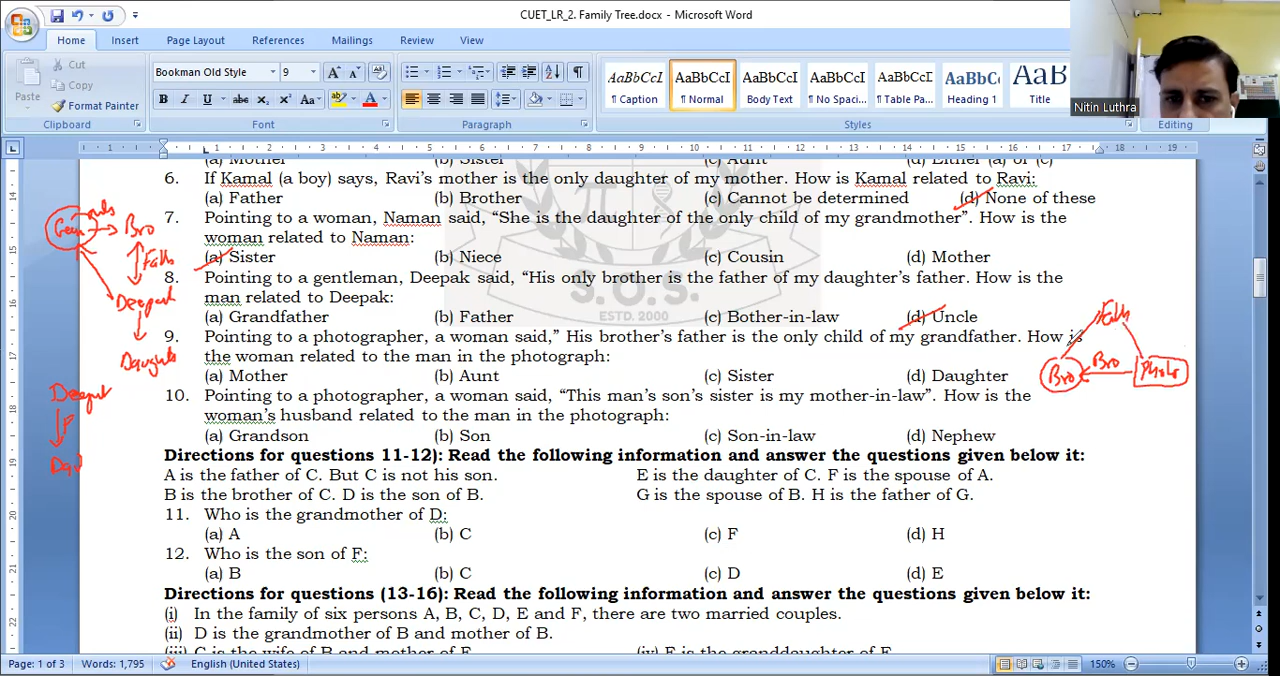 CUET_LR_2. Family Tree.docx - Microsoft Word
Home Insert Page Layout References Mailings Review View
Paste Cut Copy Format Painter
Clipboard
Bookman Old Style 9
Font
Paragraph
AaBbCcI ¶ Caption AaBbCcI ¶ Normal AaBbCcI Body Text AaBbCcI ¶ No Spaci... AaBbCcI ¶ Table Pa... AaBbC Heading 1 AaB Title
Styles
Editing
Nitin Luthra
(a) Mother (b) Sister (c) Aunt (d) Either (a) or (c)
6. If Kamal (a boy) says, Ravi's mother is the only daughter of my mother. How is Kamal related to Ravi:
(a) Father (b) Brother (c) Cannot be determined (d) None of these
7. Pointing to a woman, Naman said, “She is the daughter of the only child of my grandmother”. How is the
woman related to Naman:
(a) Sister (b) Niece (c) Cousin (d) Mother
8. Pointing to a gentleman, Deepak said, “His only brother is the father of my daughter's father. How is the
man related to Deepak:
(a) Grandfather (b) Father (c) Bother-in-law (d) Uncle
9. Pointing to a photographer, a woman said,” His brother's father is the only child of my grandfather. How is
the woman related to the man in the photograph:
(a) Mother (b) Aunt (c) Sister (d) Daughter
10. Pointing to a photographer, a woman said, “This man's son's sister is my mother-in-law”. How is the
woman's husband related to the man in the photograph:
(a) Grandson (b) Son (c) Son-in-law (d) Nephew
Directions for questions 11-12): Read the following information and answer the questions given below it:
A is the father of C. But C is not his son. E is the daughter of C. F is the spouse of A.
B is the brother of C. D is the son of B. G is the spouse of B. H is the father of G.
11. Who is the grandmother of D:
(a) A (b) C (c) F (d) H
12. Who is the son of F:
(a) B (b) C (c) D (d) E
Directions for questions (13-16): Read the following information and answer the questions given below it:
(i) In the family of six persons A, B, C, D, E and F, there are two married couples.
(ii) D is the grandmother of B and mother of B.
S.O.S.
ESTD. 2000
Bro
Deepak
Deepak
F
Bro
Bro
Photo
Page: 1 of 3 Words: 1,795 English (United States) 150%